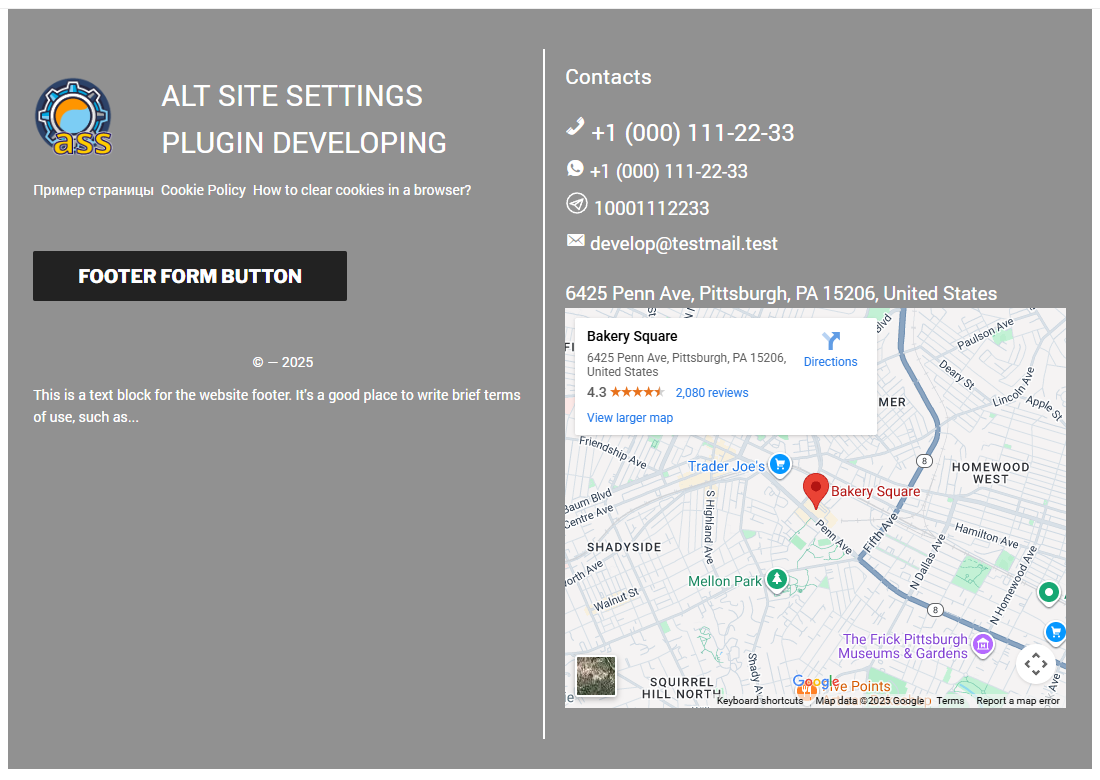 ass
ALT SITE SETTINGS
PLUGIN DEVELOPING
Пример страницы Cookie Policy How to clear cookies in a browser?
FOOTER FORM BUTTON
© — 2025
This is a text block for the website footer. It's a good place to write brief terms
of use, such as...
Contacts
+1 (000) 111-22-33
+1 (000) 111-22-33
10001112233
develop@testmail.test
6425 Penn Ave, Pittsburgh, PA 15206, United States
Bakery Square
6425 Penn Ave, Pittsburgh, PA 15206,
United States
4.3 2,080 reviews
View larger map
Directions
Blvd
Paulson Ave
Deary St
Lincoln Ave
Apple St
MER
Friendship Ave
Trader Joe's
8
HOMEWOOD
WEST
Bakery Square
Baum Blvd
Centre Ave
S Highland Ave
Penn Ave
Fifth Ave
Hamilton Ave
SHADYSIDE
N Dallas Ave
N Homewood Ave
orth Ave
Mellon Park
Walnut St
8
The Frick Pittsburgh
Museums & Gardens
Shady Av
SQUIRREL
HILL NORTH
Google
ive Points
Keyboard shortcuts Map data ©2025 Google Terms Report a map error